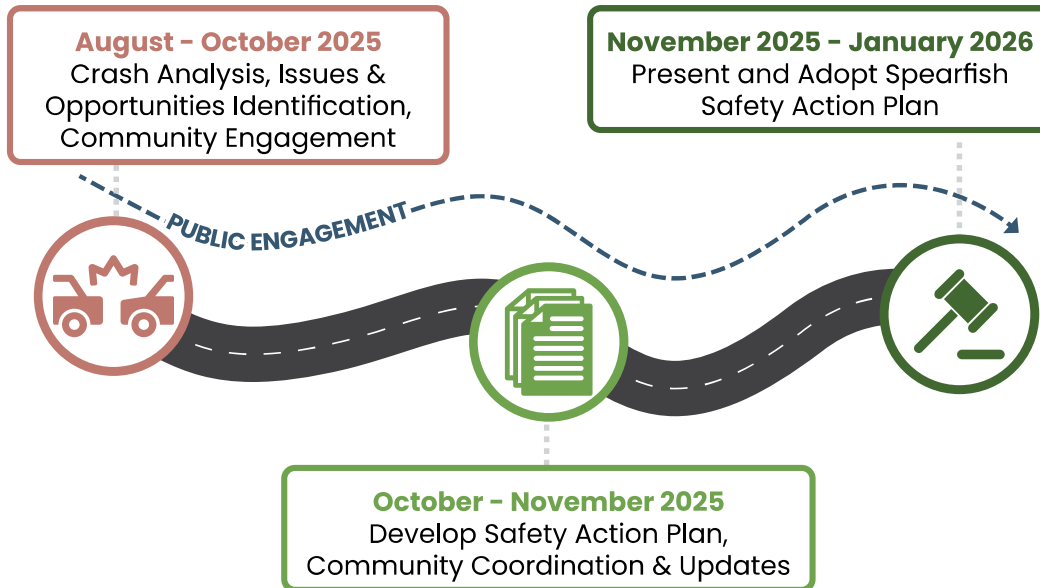 August - October 2025
Crash Analysis, Issues &
Opportunities Identification,
Community Engagement
November 2025 - January 2026
Present and Adopt Spearfish
Safety Action Plan
PUBLIC ENGAGEMENT
October - November 2025
Develop Safety Action Plan,
Community Coordination & Updates